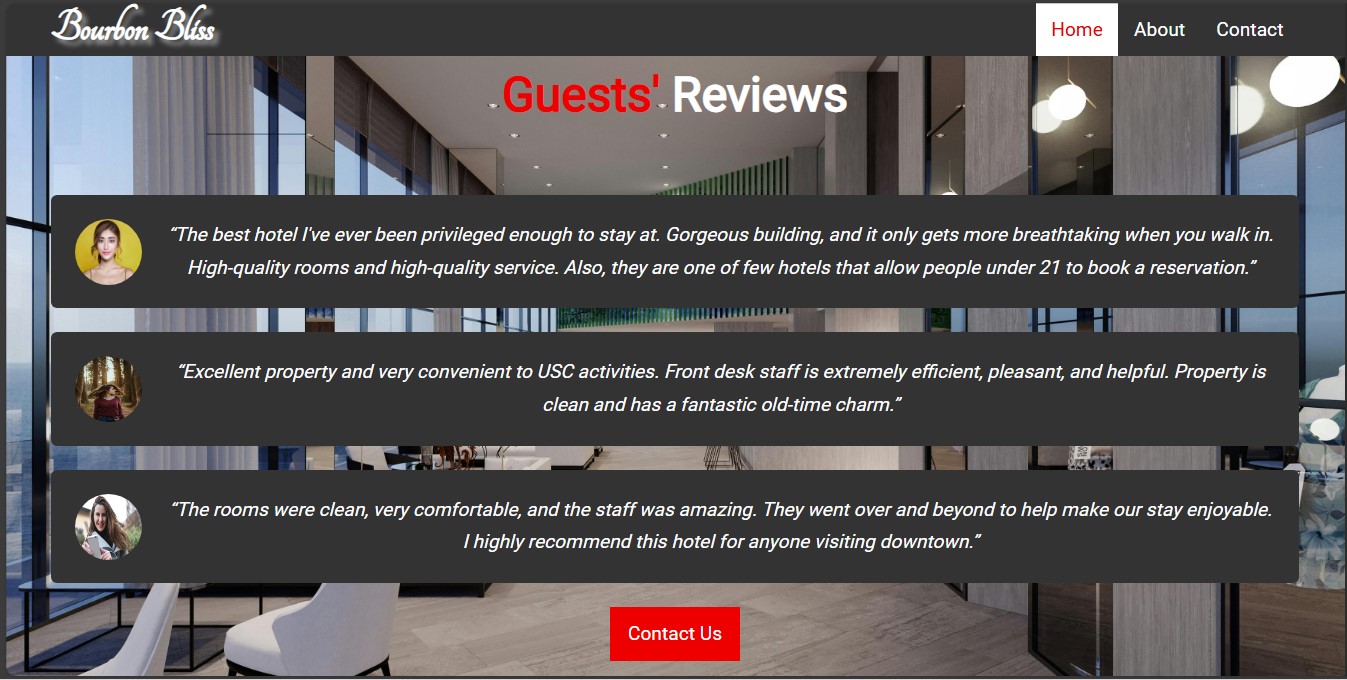 Bourbon Bliss
Home About Contact
Guests' Reviews
“The best hotel I've ever been privileged enough to stay at. Gorgeous building, and it only gets more breathtaking when you walk in.
High-quality rooms and high-quality service. Also, they are one of few hotels that allow people under 21 to book a reservation.”
“Excellent property and very convenient to USC activities. Front desk staff is extremely efficient, pleasant, and helpful. Property is
clean and has a fantastic old-time charm.”
“The rooms were clean, very comfortable, and the staff was amazing. They went over and beyond to help make our stay enjoyable.
I highly recommend this hotel for anyone visiting downtown.”
Contact Us